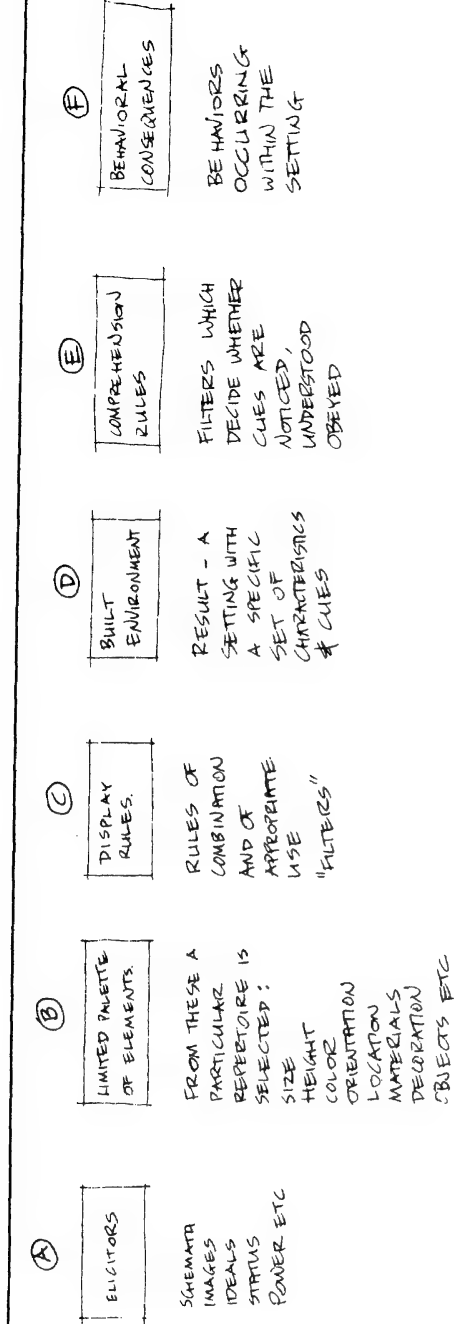 A
ELICITORS
SCHEMATA
IMAGES
IDEALS
STATUS
POWER ETC
B
LIMITED PALETTE
OF ELEMENTS.
FROM THESE A
PARTICULAR
REPERTOIRE IS
SELECTED:
SIZE
HEIGHT
COLOR
ORIENTATION
LOCATION
MATERIALS
DECORATION
OBJECTS ETC
C
DISPLAY
RULES.
RULES OF
COMBINATION
AND OF
APPROPRIATE
USE
"FILTERS"
D
BUILT
ENVIRONMENT
RESULT - A
SETTING WITH
A SPECIFIC
SET OF
CHARACTERISTICS
& CUES
E
COMPREHENSION
RULES
FILTERS WHICH
DECIDE WHETHER
CUES ARE
NOTICED,
UNDERSTOOD
OBEYED
F
BEHAVIORAL
CONSEQUENCES
BEHAVIORS
OCCURRING
WITHIN THE
SETTING